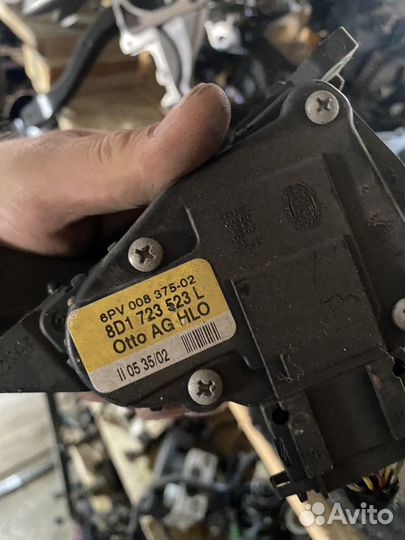 6PV 008 375-02
8D1 723 523 L
Otto AG HLO
II 05 35/02
Avito